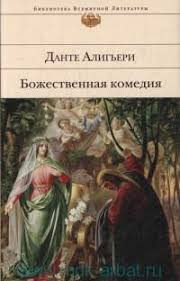 Библиотека Всемирной Литературы
Данте Алигьери
Божественная комедия